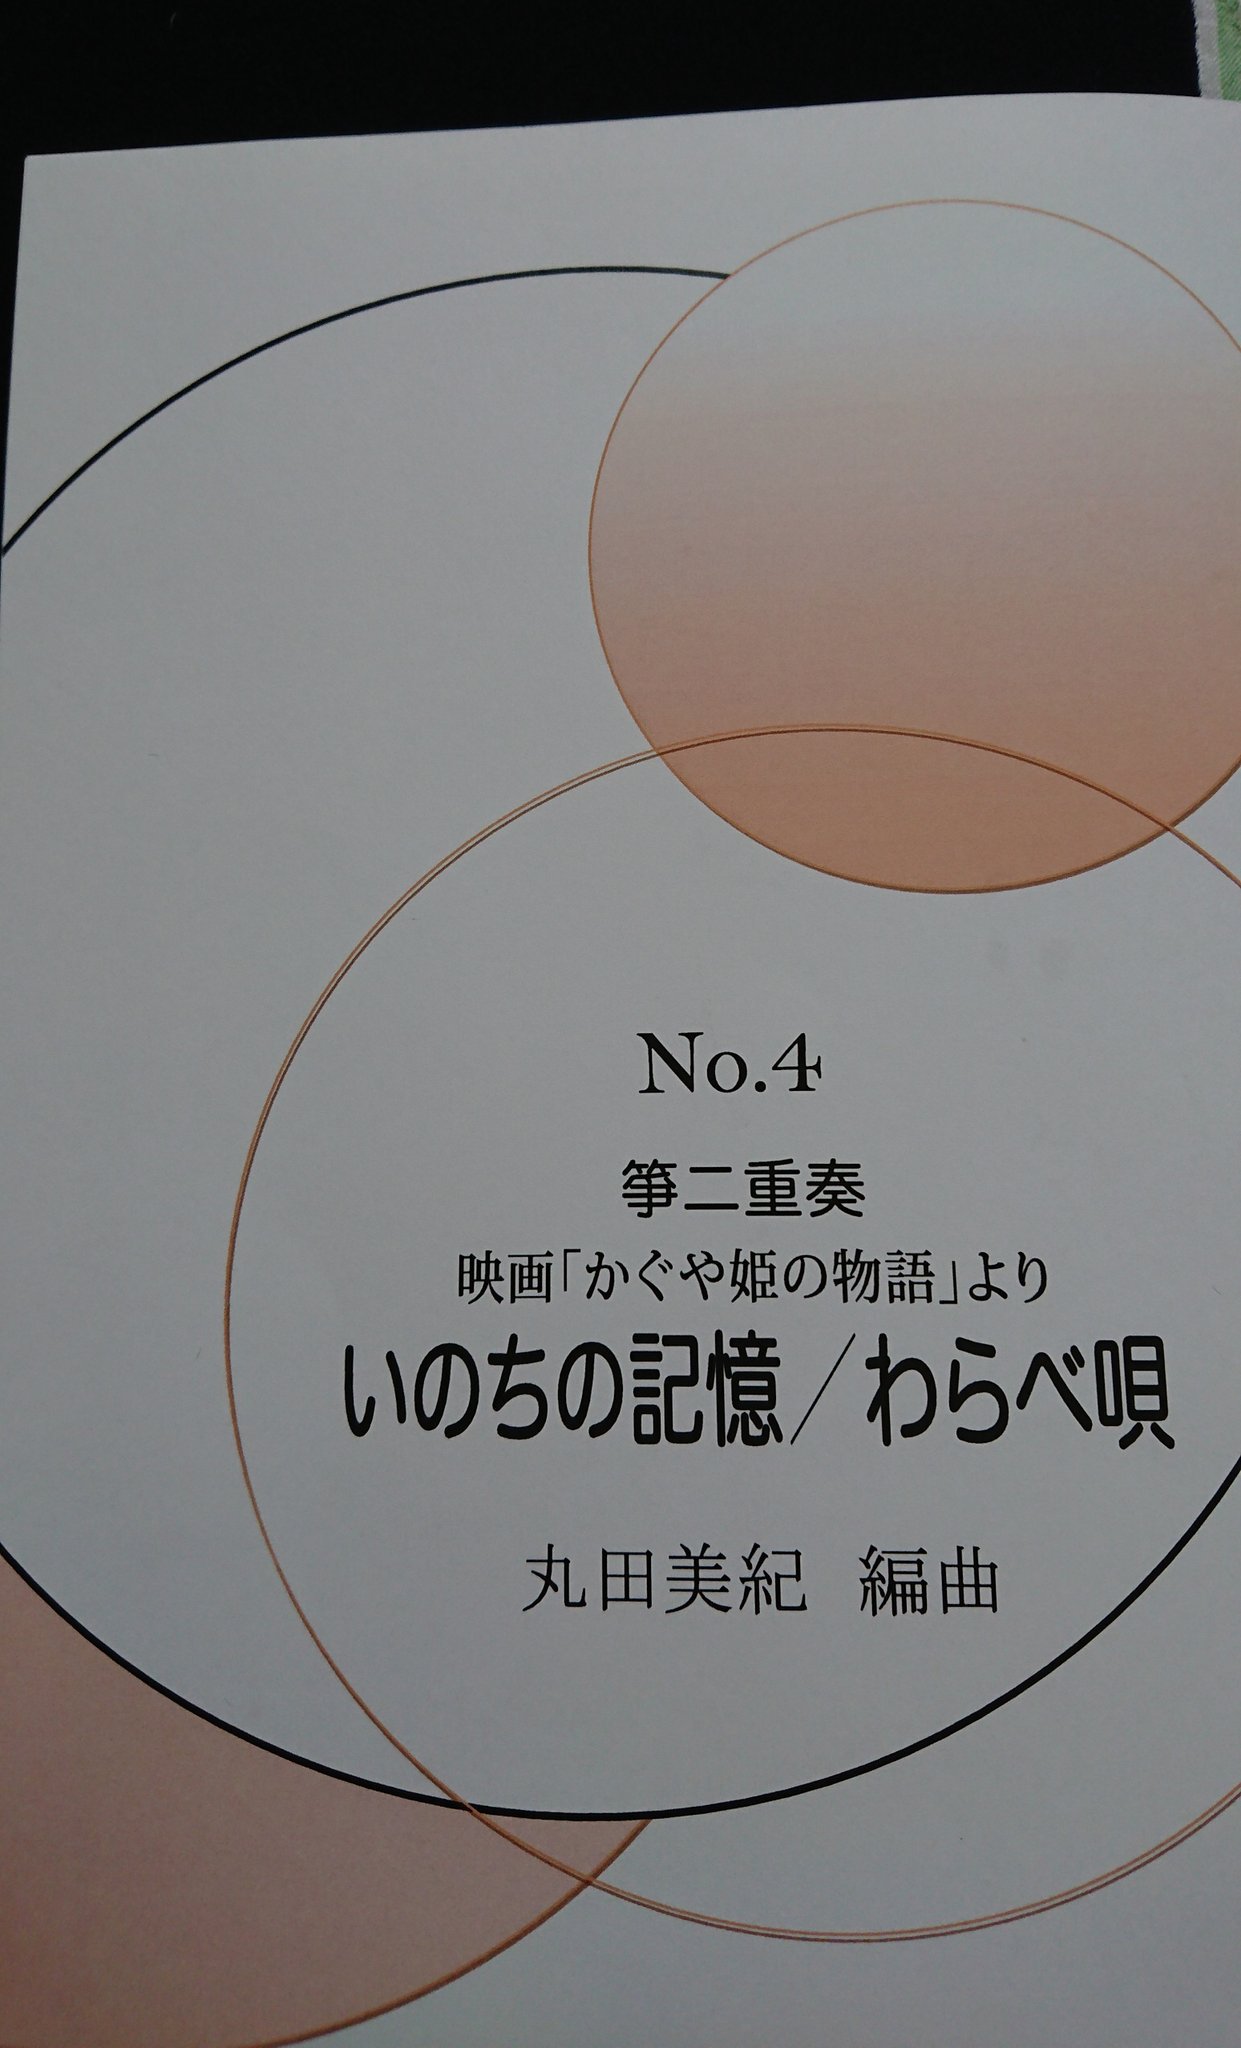 No.4
箏二重奏
映画「かぐや姫の物語」より
いのちの記憶/わらべ唄
丸田美紀 編曲